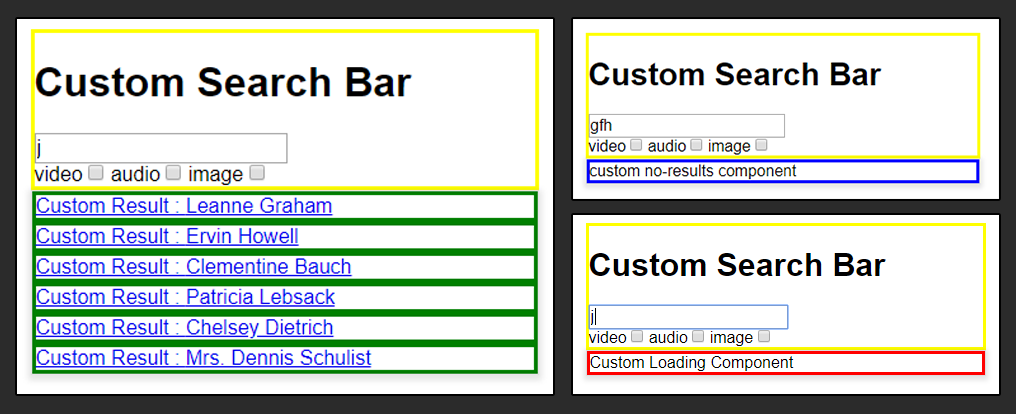 Custom Search Bar
j
video audio image
Custom Result : Leanne Graham
Custom Result : Ervin Howell
Custom Result : Clementine Bauch
Custom Result : Patricia Lebsack
Custom Result : Chelsey Dietrich
Custom Result : Mrs. Dennis Schulist
Custom Search Bar
gfh
video audio image
custom no-results component
Custom Search Bar
j
video audio image
Custom Loading Component